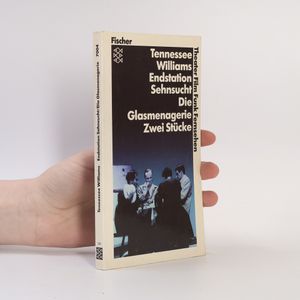 Fischer
Tennessee
Williams
Endstation
Sehnsucht
Die
Glasmenagerie
Zwei Stücke
Theater Film Funk Fernsehen
Tennessee Williams Endstation Sehnsucht/Die Glasmenagerie 7004